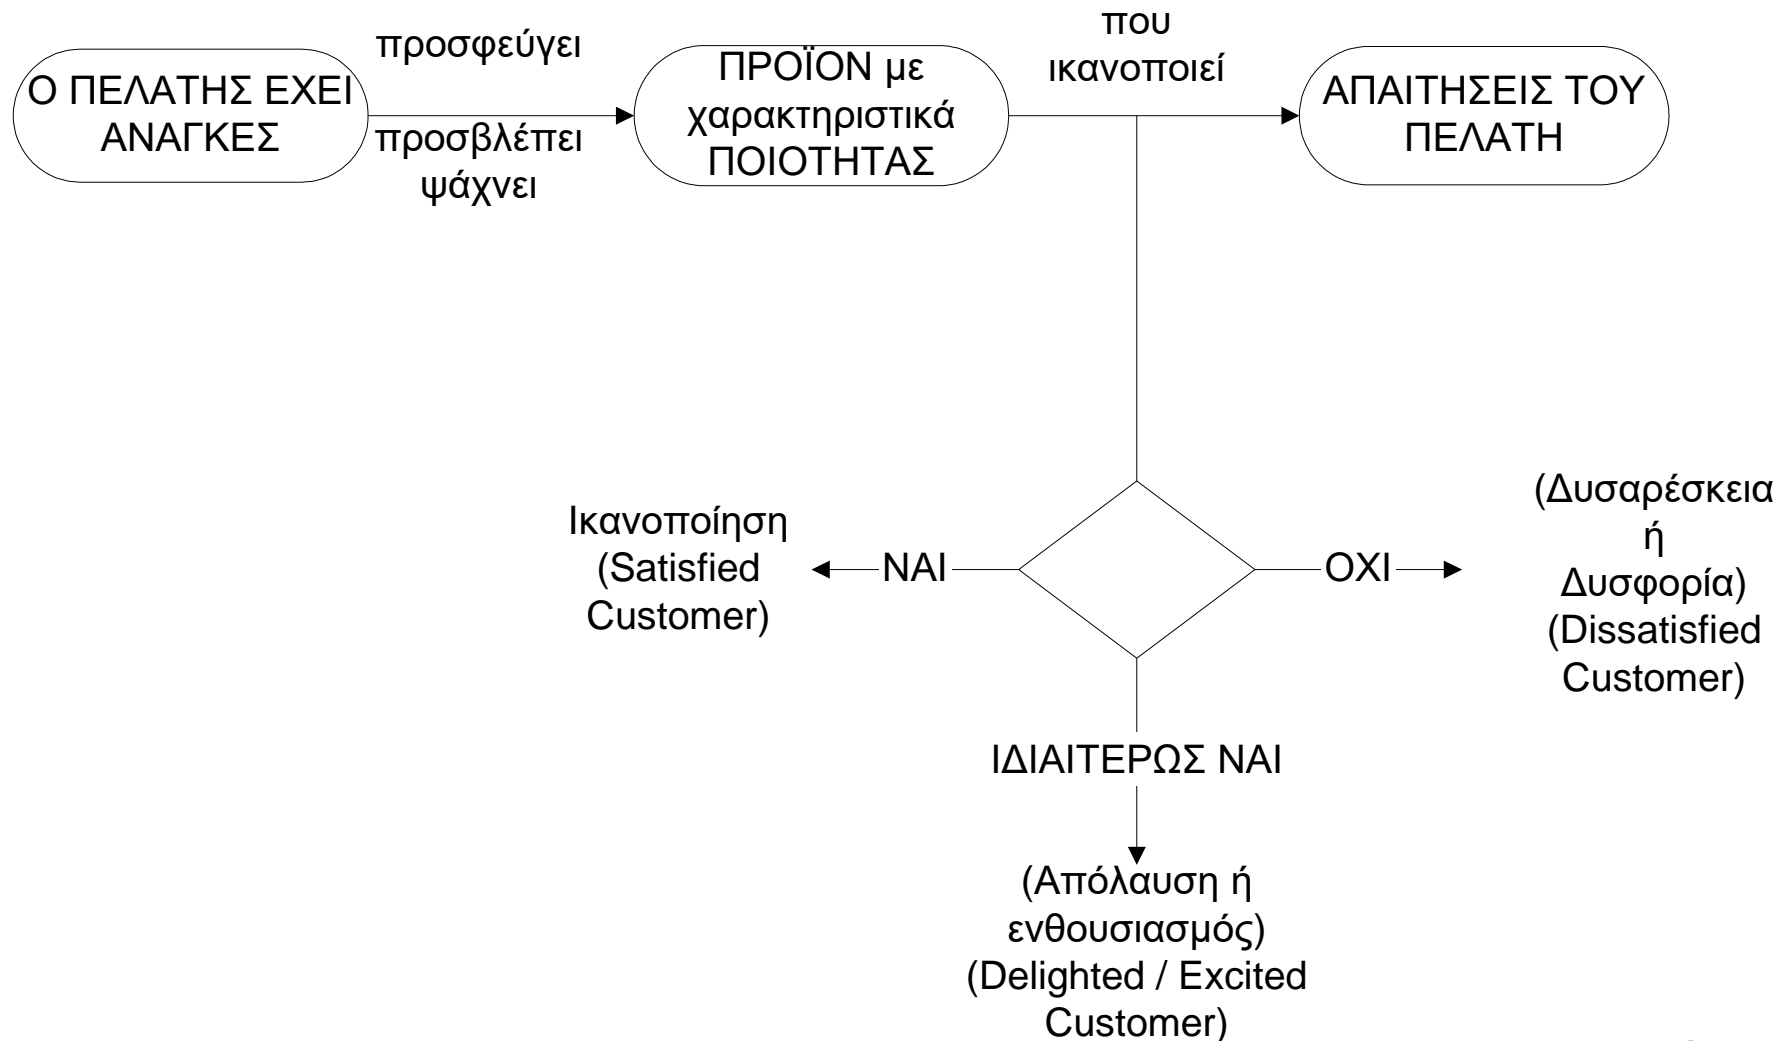 Ο ΠΕΛΑΤΗΣ ΕΧΕΙ
ΑΝΑΓΚΕΣ
προσφεύγει
προσβλέπει
ψάχνει
ΠΡΟΪΟΝ με
χαρακτηριστικά
ΠΟΙΟΤΗΤΑΣ
που
ικανοποιεί
ΑΠΑΙΤΗΣΕΙΣ ΤΟΥ
ΠΕΛΑΤΗ
Ικανοποίηση
(Satisfied
Customer)
ΝΑΙ
ΟΧΙ
(Δυσαρέσκεια
ή
Δυσφορία)
(Dissatisfied
Customer)
ΙΔΙΑΙΤΕΡΩΣ ΝΑΙ
(Απόλαυση ή
ενθουσιασμός)
(Delighted / Excited
Customer)